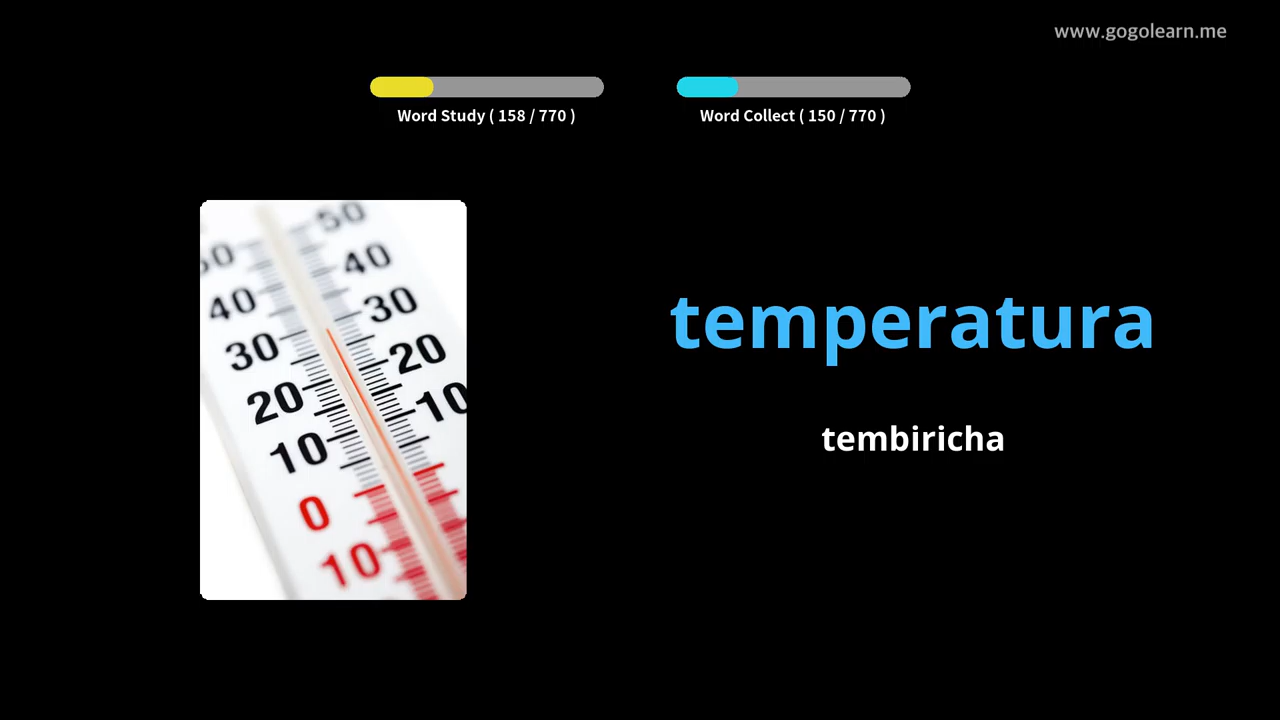 www.gogolearn.me
Word Study ( 158 / 770 )
Word Collect ( 150 / 770 )
50
40
40
30
30
20
20
10
10
0
10
temperatura
tembiricha